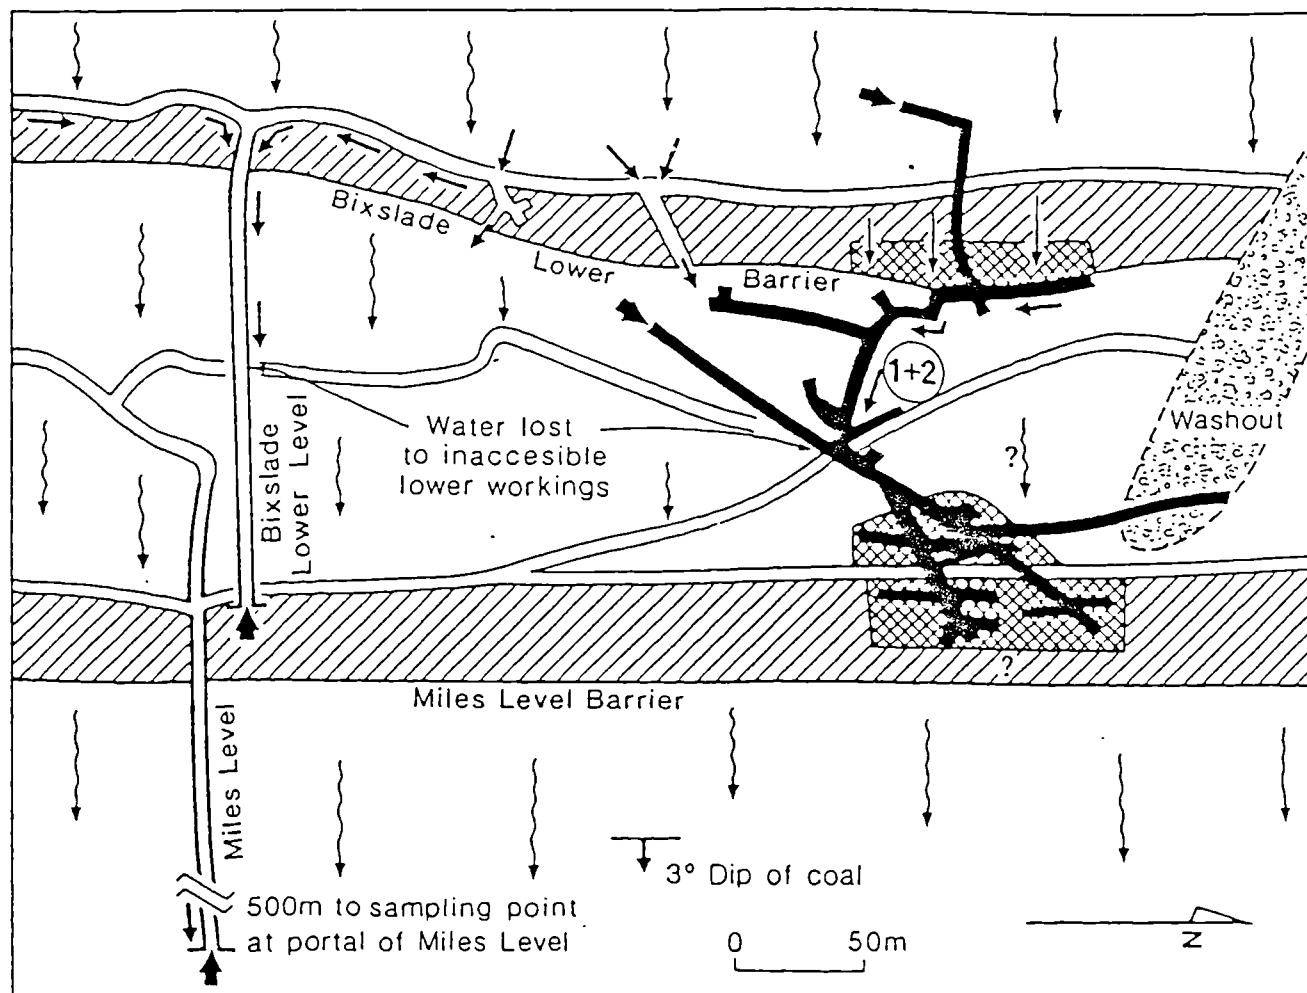 Bixslade
Lower
Barrier
1+2
Washout
Water lost
to inaccesible
lower workings
?
Bixslade
Lower Level
?
Miles Level Barrier
Miles Level
3° Dip of coal
500m to sampling point
at portal of Miles Level
0 50m
N